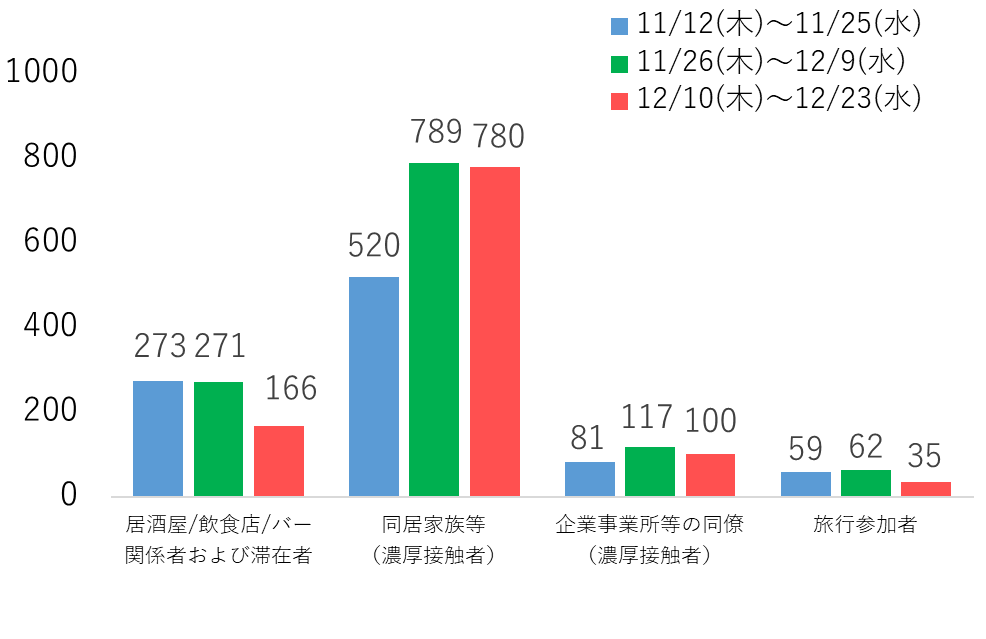 11/12(木)～11/25(水)
11/26(木)～12/9(水)
12/10(木)～12/23(水)
1000
800
600
400
200
0
273 271 166
520 789 780
81 117 100
59 62 35
居酒屋/飲食店/バー
関係者および滞在者
同居家族等
（濃厚接触者）
企業事業所等の同僚
（濃厚接触者）
旅行参加者